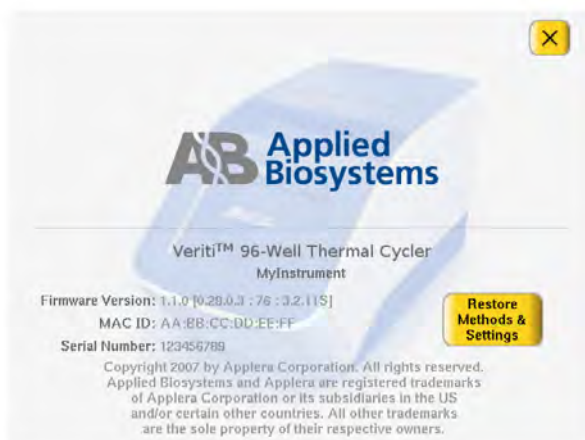 AB Applied
Biosystems
Veriti™ 96-Well Thermal Cycler
MyInstrument
Firmware Version: 1.1.0 [0.28.0.3 : 76 : 3.2.11S]
MAC ID: AA:BB:CC:DD:EE:FF
Serial Number: 123456789
Restore
Methods &
Settings
Copyright 2007 by Applera Corporation. All rights reserved.
Applied Biosystems and Applera are registered trademarks
of Applera Corporation or its subsidiaries in the US
and/or certain other countries. All other trademarks
are the sole property of their respective owners.